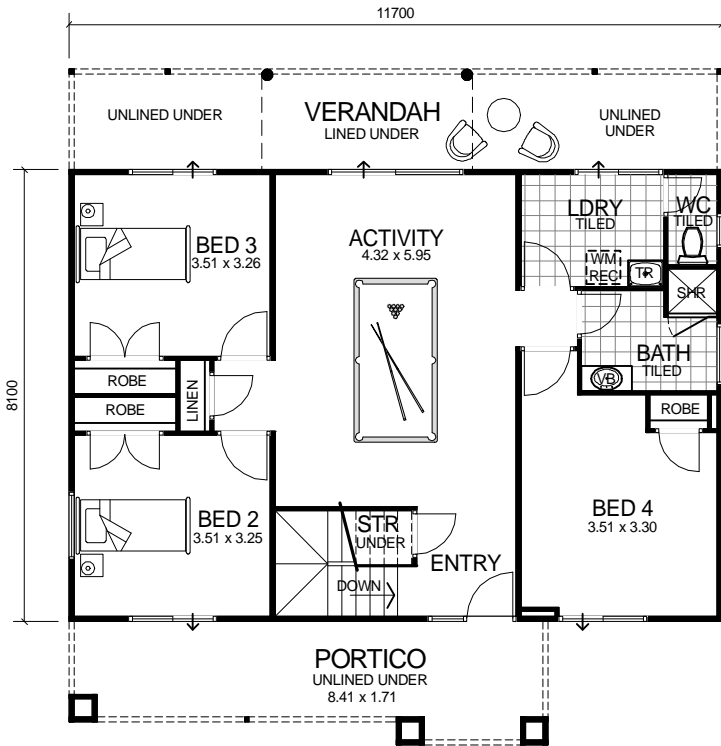 11700
UNLINED UNDER
VERANDAH
LINED UNDER
UNLINED
UNDER
8100
BED 3
3.51 x 3.26
ACTIVITY
4.32 x 5.95
LDRY
TILED
WC
TILED
WM
REC
TR
SHR
BATH
TILED
VB
ROBE
ROBE
LINEN
ROBE
BED 2
3.51 x 3.25
STR
UNDER
DOWN
ENTRY
BED 4
3.51 x 3.30
PORTICO
UNLINED UNDER
8.41 x 1.71